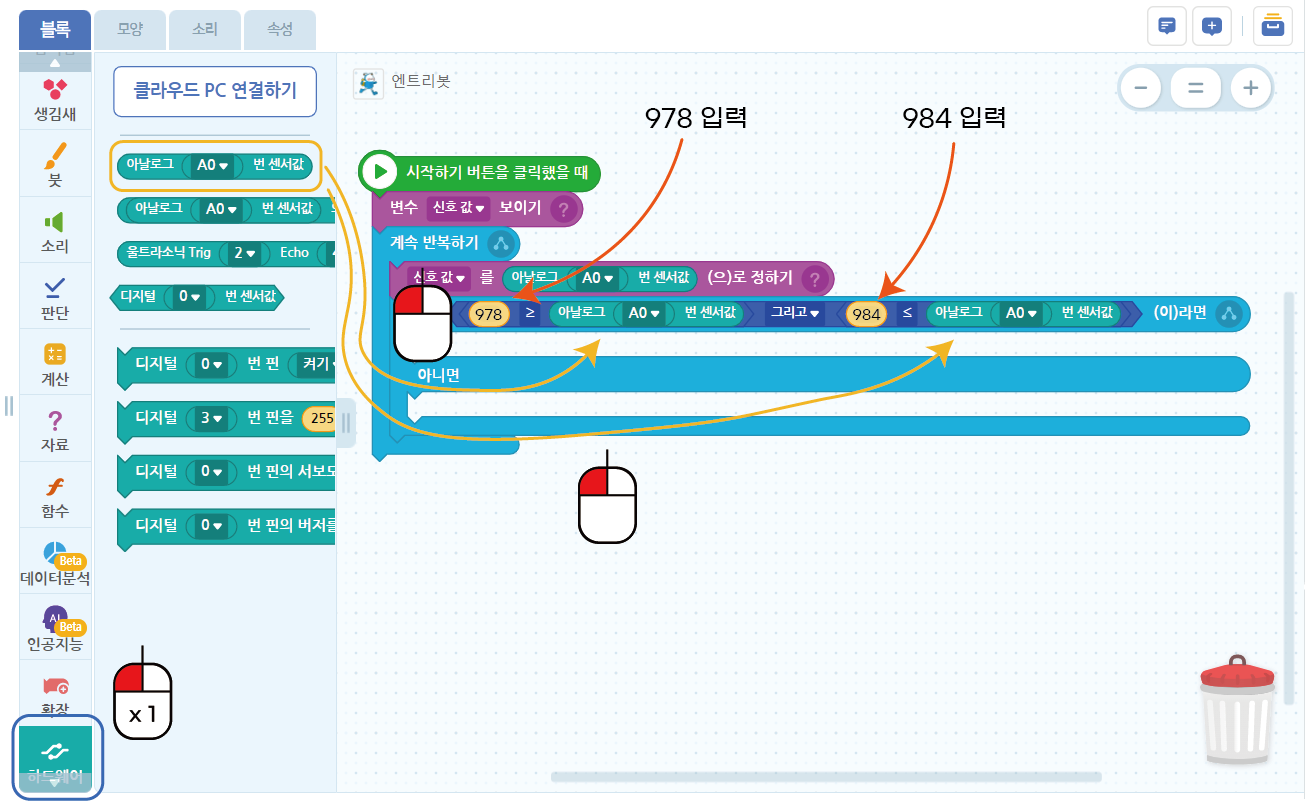 블록
모양
소리
속성
생김새
붓
소리
판단
계산
자료
함수
Beta
데이터분석
AI
Beta
인공지능
확장
하드웨어
클라우드 PC 연결하기
아날로그 A0 번 센서값
아날로그 A0 번 센서값
울트라소닉 Trig 2 Echo
디지털 0 번 센서값
디지털 0 번 핀 켜기
디지털 3 번 핀을 255
디지털 0 번 핀의 서보모
디지털 0 번 핀의 버저를
x 1
엔트리봇
978 입력
984 입력
시작하기 버튼을 클릭했을 때
변수 신호 값 보이기 ?
계속 반복하기
신호 값 를 아날로그 A0 번 센서값 (으)로 정하기 ?
978 ≥ 아날로그 A0 번 센서값 그리고 984 ≤ 아날로그 A0 번 센서값 (이)라면
아니면